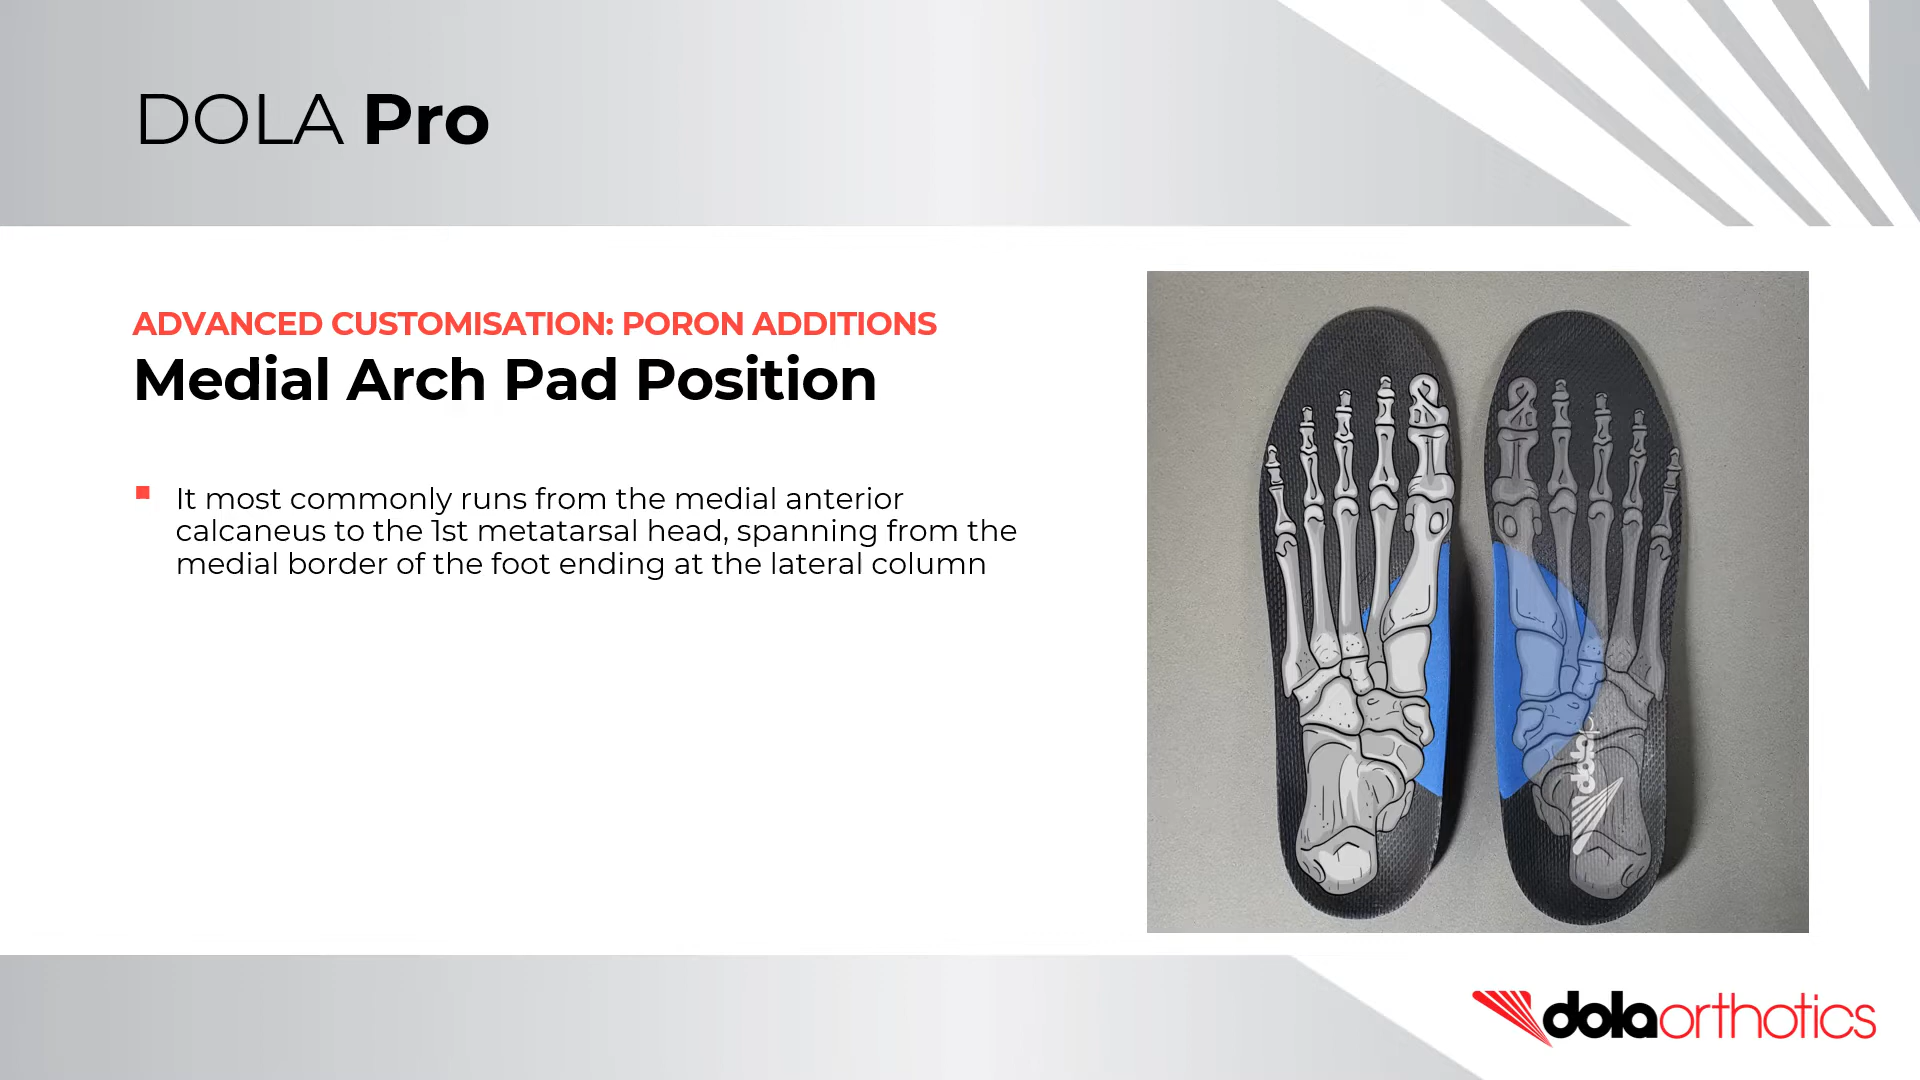 DOLA Pro
ADVANCED CUSTOMISATION: PORON ADDITIONS
Medial Arch Pad Position
It most commonly runs from the medial anterior
calcaneus to the 1st metatarsal head, spanning from the
medial border of the foot ending at the lateral column
dola
dolaorthotics